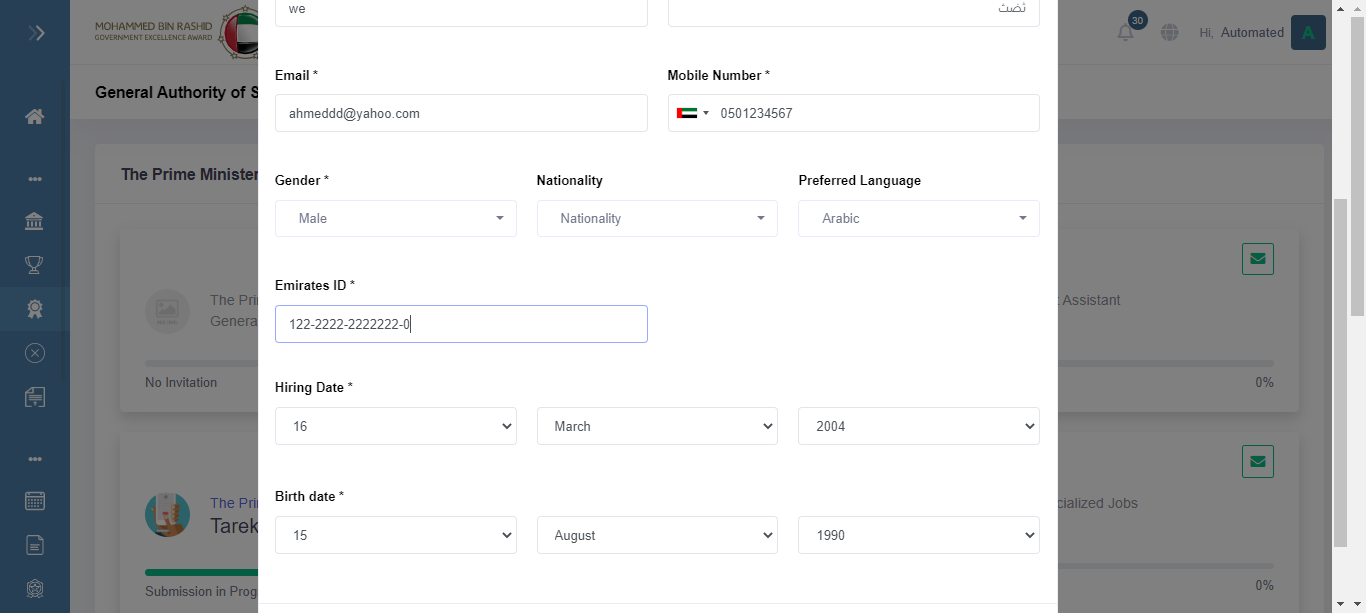 we
ثضث
MOHAMMED BIN RASHID
GOVERNMENT EXCELLENCE AWARD
30
Hi, Automated
A
General Authority of S
Email *
Mobile Number *
ahmeddd@yahoo.com
0501234567
The Prime Minister
Gender *
Nationality
Preferred Language
Male
Nationality
Arabic
Emirates ID *
The Pri
Genera
t Assistant
122-2222-2222222-0
No Invitation
0%
Hiring Date *
16
March
2004
Birth date *
The Pri
Tarek
cialized Jobs
15
August
1990
Submission in Prog
0%